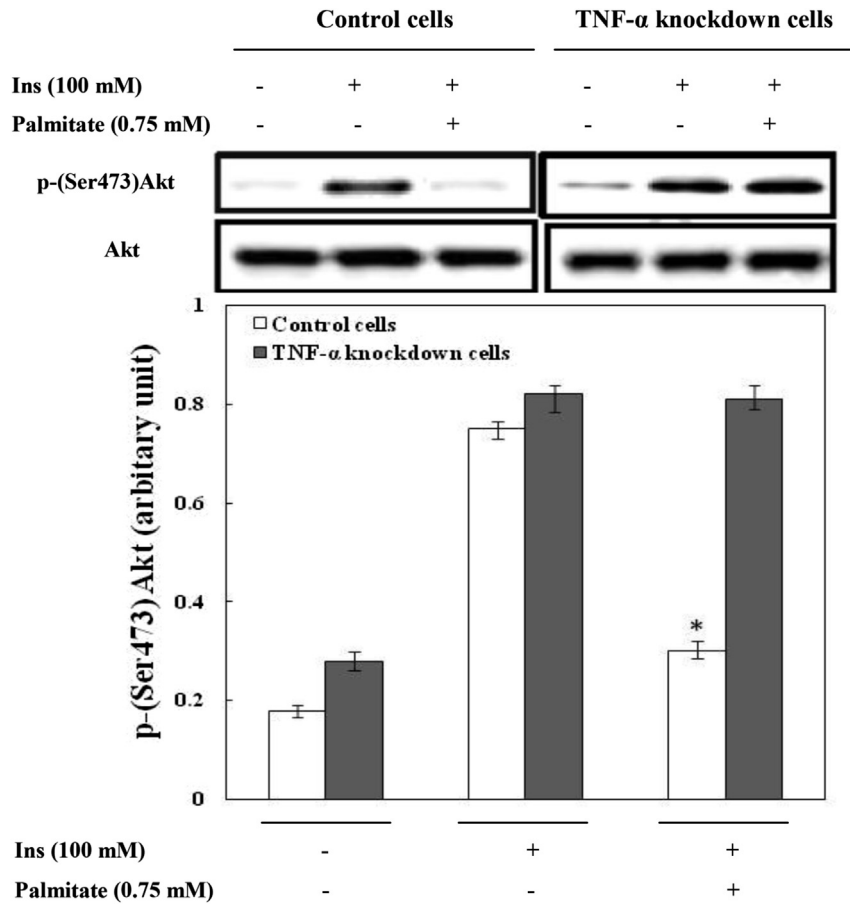 Control cells TNF-α knockdown cells
Ins (100 mM) - + + - + +
Palmitate (0.75 mM) - - + - - +
p-(Ser473)Akt
Akt
1
Control cells
TNF-α knockdown cells
0.8
0.6
0.4
*
0.2
0
p-(Ser473) Akt (arbitary unit)
Ins (100 mM) - + +
Palmitate (0.75 mM) - - +